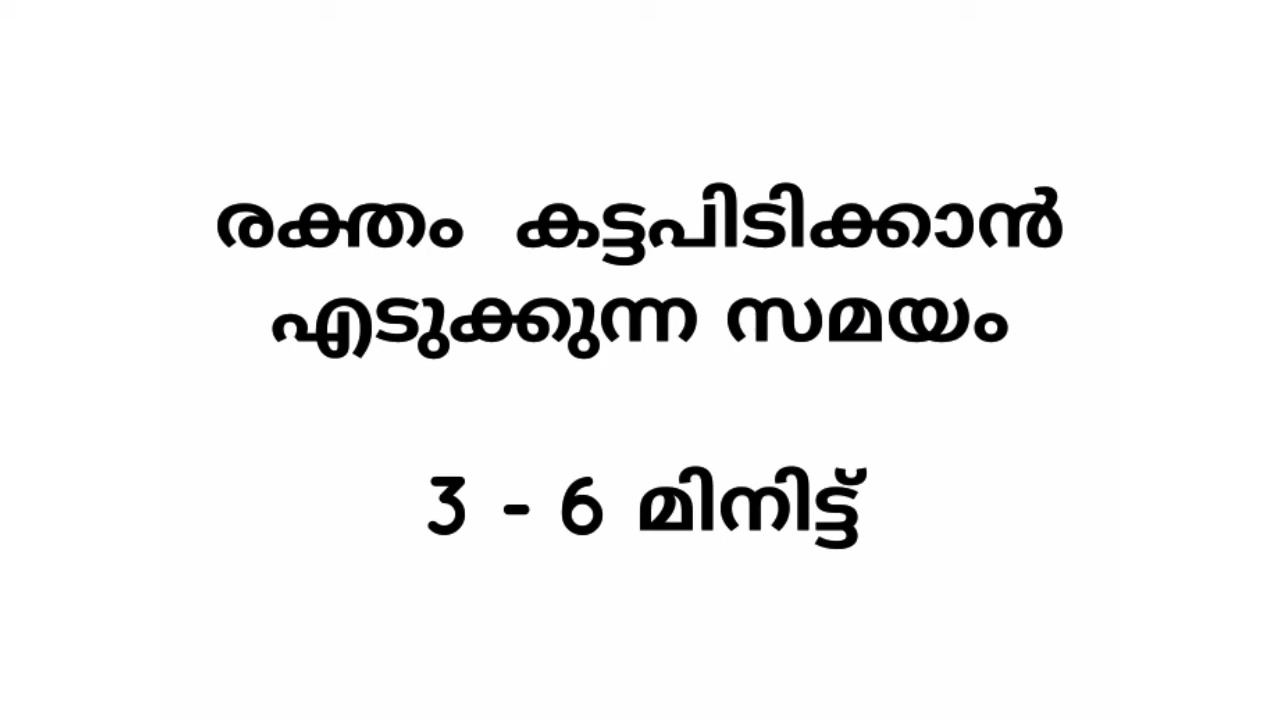 രക്തം കട്ടപിടിക്കാൻ
എടുക്കുന്ന സമയം
3 - 6 മിനിട്ട്